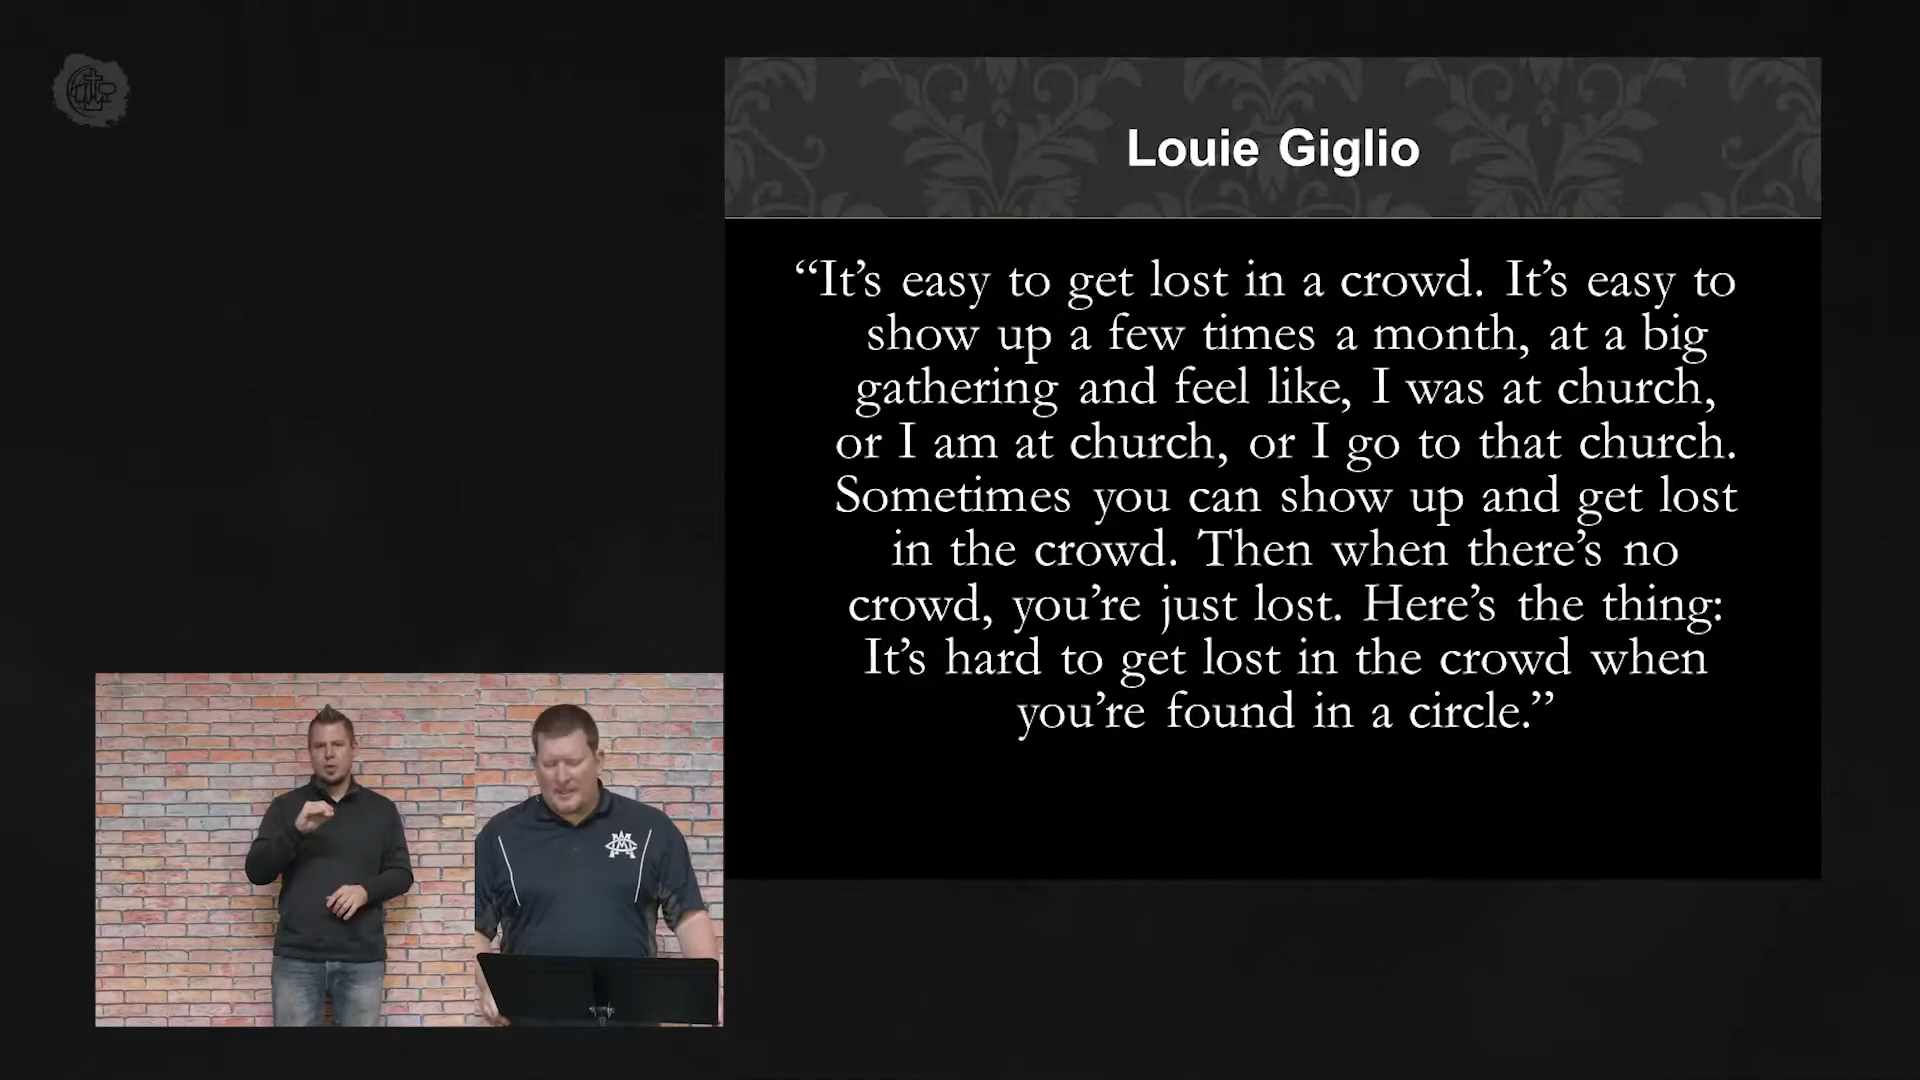 Louie Giglio
“It’s easy to get lost in a crowd. It’s easy to
show up a few times a month, at a big
gathering and feel like, I was at church,
or I am at church, or I go to that church.
Sometimes you can show up and get lost
in the crowd. Then when there’s no
crowd, you’re just lost. Here’s the thing:
It’s hard to get lost in the crowd when
you’re found in a circle.”